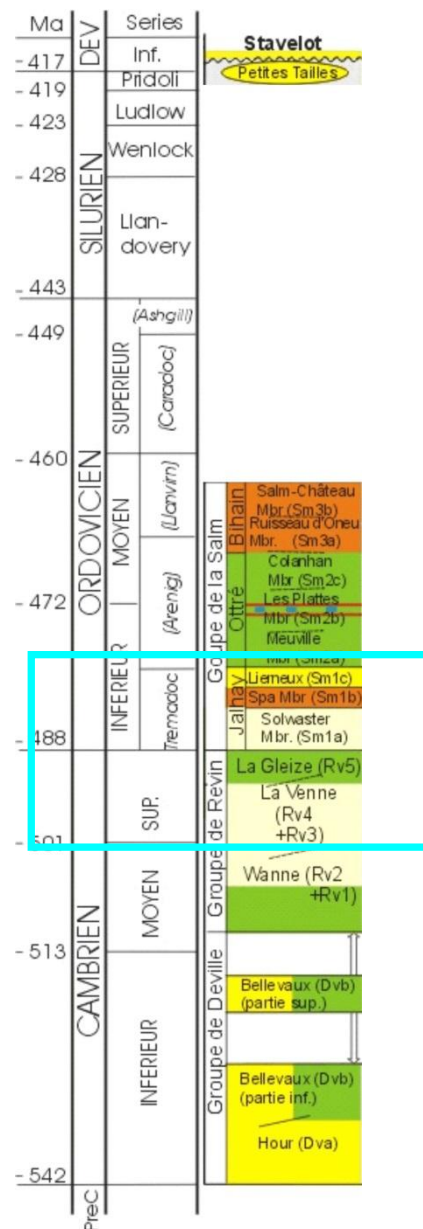 Ma DEV Series Stavelot
Inf.
- 417
Petites Tailles
Pridoli
- 419
Ludlow
- 423
Wenlock
- 428
SILURIEN
Llan-
dovery
- 443
(Ashgill)
- 449
SUPERIEUR
(Caradoc)
- 460
ORDOVICIEN
MOYEN
(Llanvirn)
Goupe de la Salm
Bihain
Salm-Château
Mbr (Sm3b)
Ruisseau d'Oneu
Mbr. (Sm3a)
Ottré
Colanhan
Mbr (Sm2c)
Les Plattes
Mbr (Sm2b)
Meuville
Mbr (Sm2a)
- 472
(Arenig)
INFERIEUR
Tremadoc
Jalhay
Lierneux (Sm1c)
Spa Mbr (Sm1b)
Solwaster
Mbr. (Sm1a)
488
CAMBRIEN
SUP.
Groupe de Revin
La Gleize (Rv5)
La Venne
(Rv4
+Rv3)
501
MOYEN
Wanne (Rv2
+Rv1)
- 513
INFERIEUR
Groupe de Deville
Bellevaux (Dvb)
(partie sup.)
Bellevaux (Dvb)
(partie inf.)
Hour (Dva)
- 542
PreC